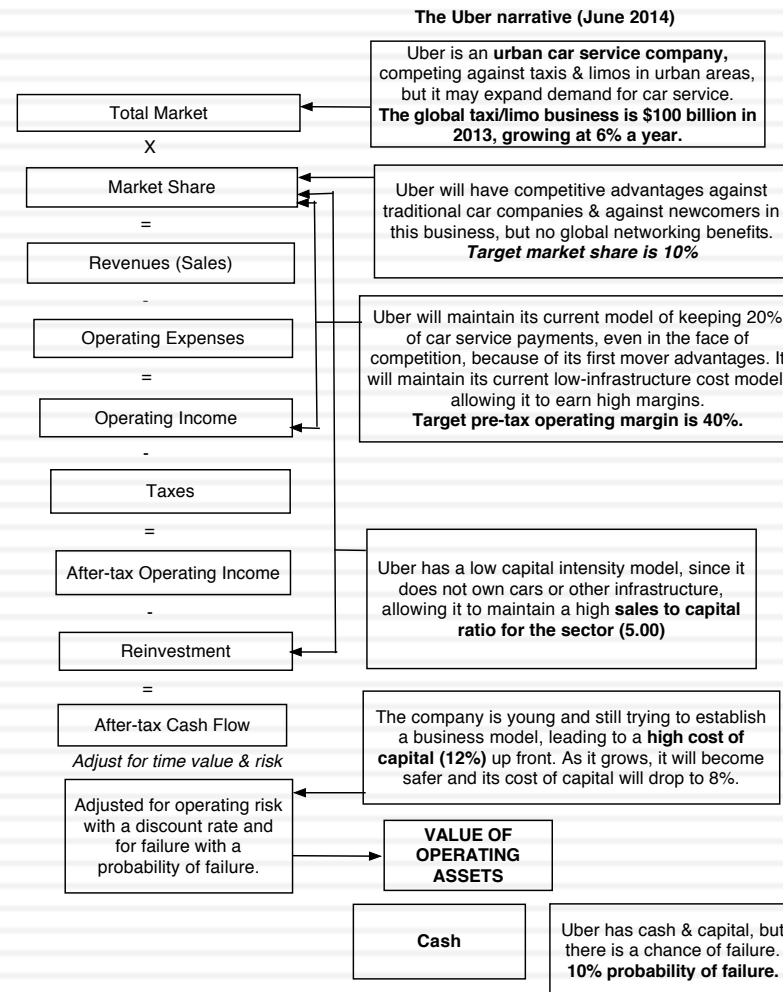 The Uber narrative (June 2014)
Uber is an urban car service company,
competing against taxis & limos in urban areas,
but it may expand demand for car service.
The global taxi/limo business is $100 billion in
2013, growing at 6% a year.
Total Market
X
Market Share
Uber will have competitive advantages against
traditional car companies & against newcomers in
this business, but no global networking benefits.
Target market share is 10%
=
Revenues (Sales)
-
Operating Expenses
Uber will maintain its current model of keeping 20%
of car service payments, even in the face of
competition, because of its first mover advantages. It
will maintain its current low-infrastructure cost model
allowing it to earn high margins.
Target pre-tax operating margin is 40%.
=
Operating Income
-
Taxes
=
After-tax Operating Income
Uber has a low capital intensity model, since it
does not own cars or other infrastructure,
allowing it to maintain a high sales to capital
ratio for the sector (5.00)
-
Reinvestment
=
After-tax Cash Flow
The company is young and still trying to establish
a business model, leading to a high cost of
capital (12%) up front. As it grows, it will become
safer and its cost of capital will drop to 8%.
Adjust for time value & risk
Adjusted for operating risk
with a discount rate and
for failure with a
probability of failure.
VALUE OF
OPERATING
ASSETS
Cash
Uber has cash & capital, but
there is a chance of failure.
10% probability of failure.